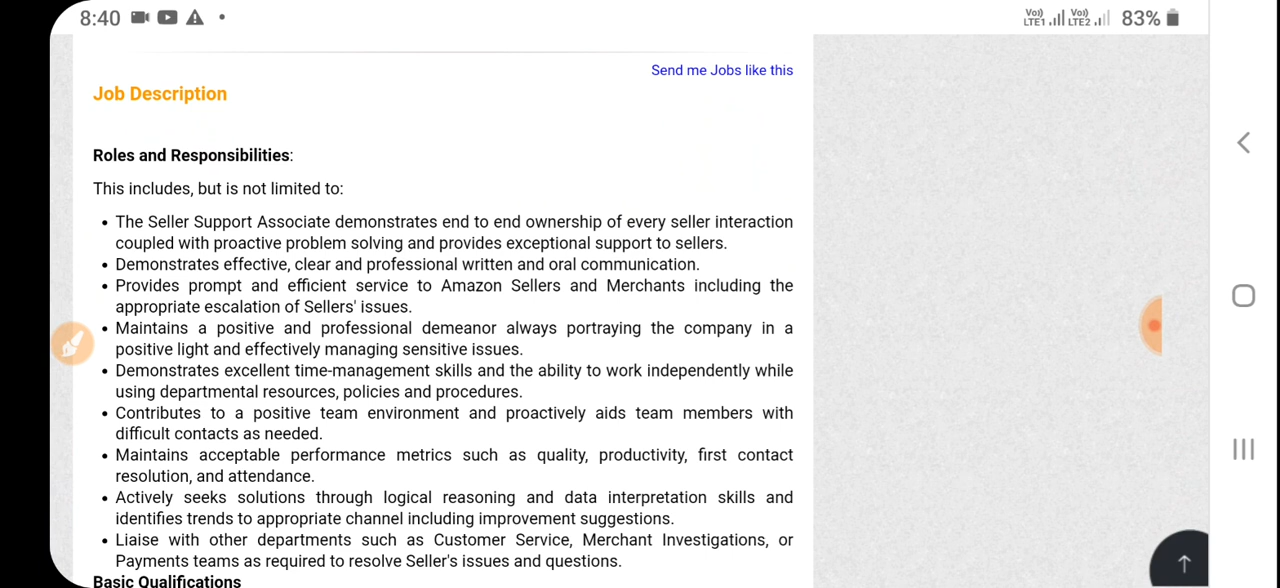 8:40
Vo)) LTE1 Vo)) LTE2 83%
Send me Jobs like this
Job Description
Roles and Responsibilities:
This includes, but is not limited to:
• The Seller Support Associate demonstrates end to end ownership of every seller interaction
coupled with proactive problem solving and provides exceptional support to sellers.
• Demonstrates effective, clear and professional written and oral communication.
• Provides prompt and efficient service to Amazon Sellers and Merchants including the
appropriate escalation of Sellers' issues.
• Maintains a positive and professional demeanor always portraying the company in a
positive light and effectively managing sensitive issues.
• Demonstrates excellent time-management skills and the ability to work independently while
using departmental resources, policies and procedures.
• Contributes to a positive team environment and proactively aids team members with
difficult contacts as needed.
• Maintains acceptable performance metrics such as quality, productivity, first contact
resolution, and attendance.
• Actively seeks solutions through logical reasoning and data interpretation skills and
identifies trends to appropriate channel including improvement suggestions.
• Liaise with other departments such as Customer Service, Merchant Investigations, or
Payments teams as required to resolve Seller's issues and questions.
Basic Qualifications